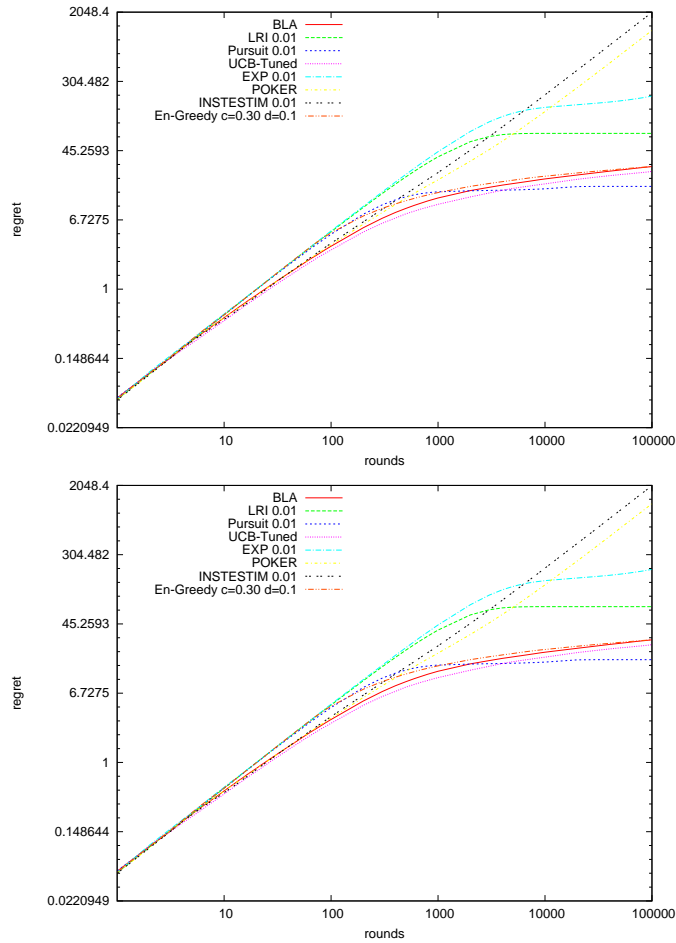 2048.4
304.482
45.2593
6.7275
1
0.148644
0.0220949
regret
BLA
LRI 0.01
Pursuit 0.01
UCB-Tuned
EXP 0.01
POKER
INSTESTIM 0.01
En-Greedy c=0.30 d=0.1
10 100 1000 10000 100000
rounds
2048.4
304.482
45.2593
6.7275
1
0.148644
0.0220949
regret
BLA
LRI 0.01
Pursuit 0.01
UCB-Tuned
EXP 0.01
POKER
INSTESTIM 0.01
En-Greedy c=0.30 d=0.1
10 100 1000 10000 100000
rounds